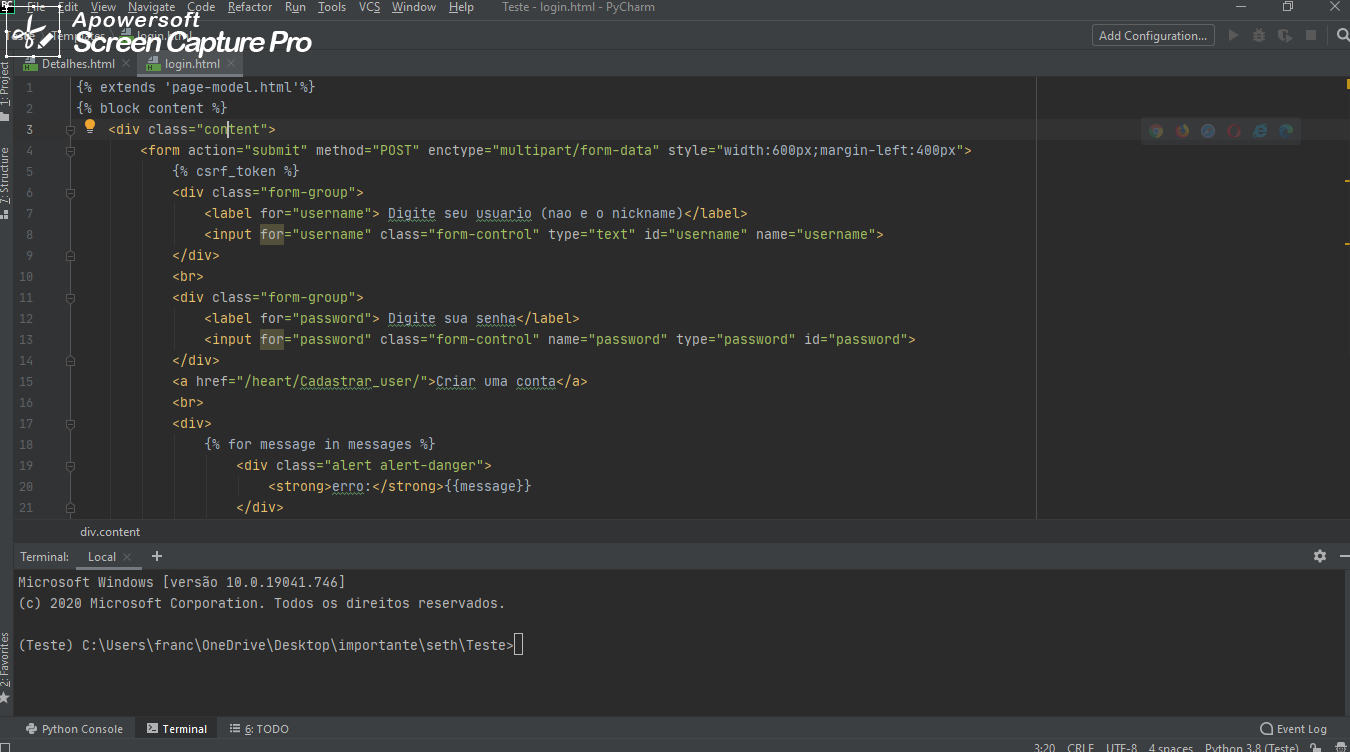 PC File Edit View Navigate Code Refactor Run Tools VCS Window Help Teste - login.html - PyCharm
Apowersoft
Screen Capture Pro
Teste Templates login.html Add Configuration...
Detalhes.html login.html
1: Project
7: Structure
2: Favorites
1 {% extends 'page-model.html'%}
2 {% block content %}
3 <div class="content">
4 <form action="submit" method="POST" enctype="multipart/form-data" style="width:600px;margin-left:400px">
5 {% csrf_token %}
6 <div class="form-group">
7 <label for="username"> Digite seu usuario (nao e o nickname)</label>
8 <input for="username" class="form-control" type="text" id="username" name="username">
9 </div>
10 <br>
11 <div class="form-group">
12 <label for="password"> Digite sua senha</label>
13 <input for="password" class="form-control" name="password" type="password" id="password">
14 </div>
15 <a href="/heart/Cadastrar_user/">Criar uma conta</a>
16 <br>
17 <div>
18 {% for message in messages %}
19 <div class="alert alert-danger">
20 <strong>erro:</strong>{{message}}
21 </div>
div.content
Terminal: Local +
Microsoft Windows [versão 10.0.19041.746]
(c) 2020 Microsoft Corporation. Todos os direitos reservados.
(Teste) C:\Users\franc\OneDrive\Desktop\importante\seth\Teste>
Python Console Terminal 6: TODO Event Log
3:20 CRLF UTF-8 4 spaces Python 3.8 (Teste)